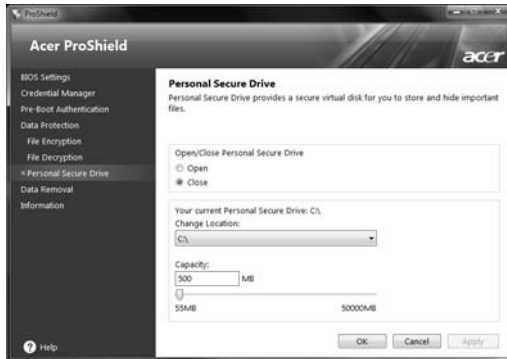 ProShield
Acer ProShield
acer
BIOS Settings
Credential Manager
Pre-Boot Authentication
Data Protection
File Encryption
File Decryption
Personal Secure Drive
Data Removal
Information
Help
Personal Secure Drive
Personal Secure Drive provides a secure virtual disk for you to store and hide important
files.
Open/Close Personal Secure Drive
Open
Close
Your current Personal Secure Drive: C:\
Change Location:
C:\
Capacity:
500 MB
55MB 50000MB
OK Cancel Apply